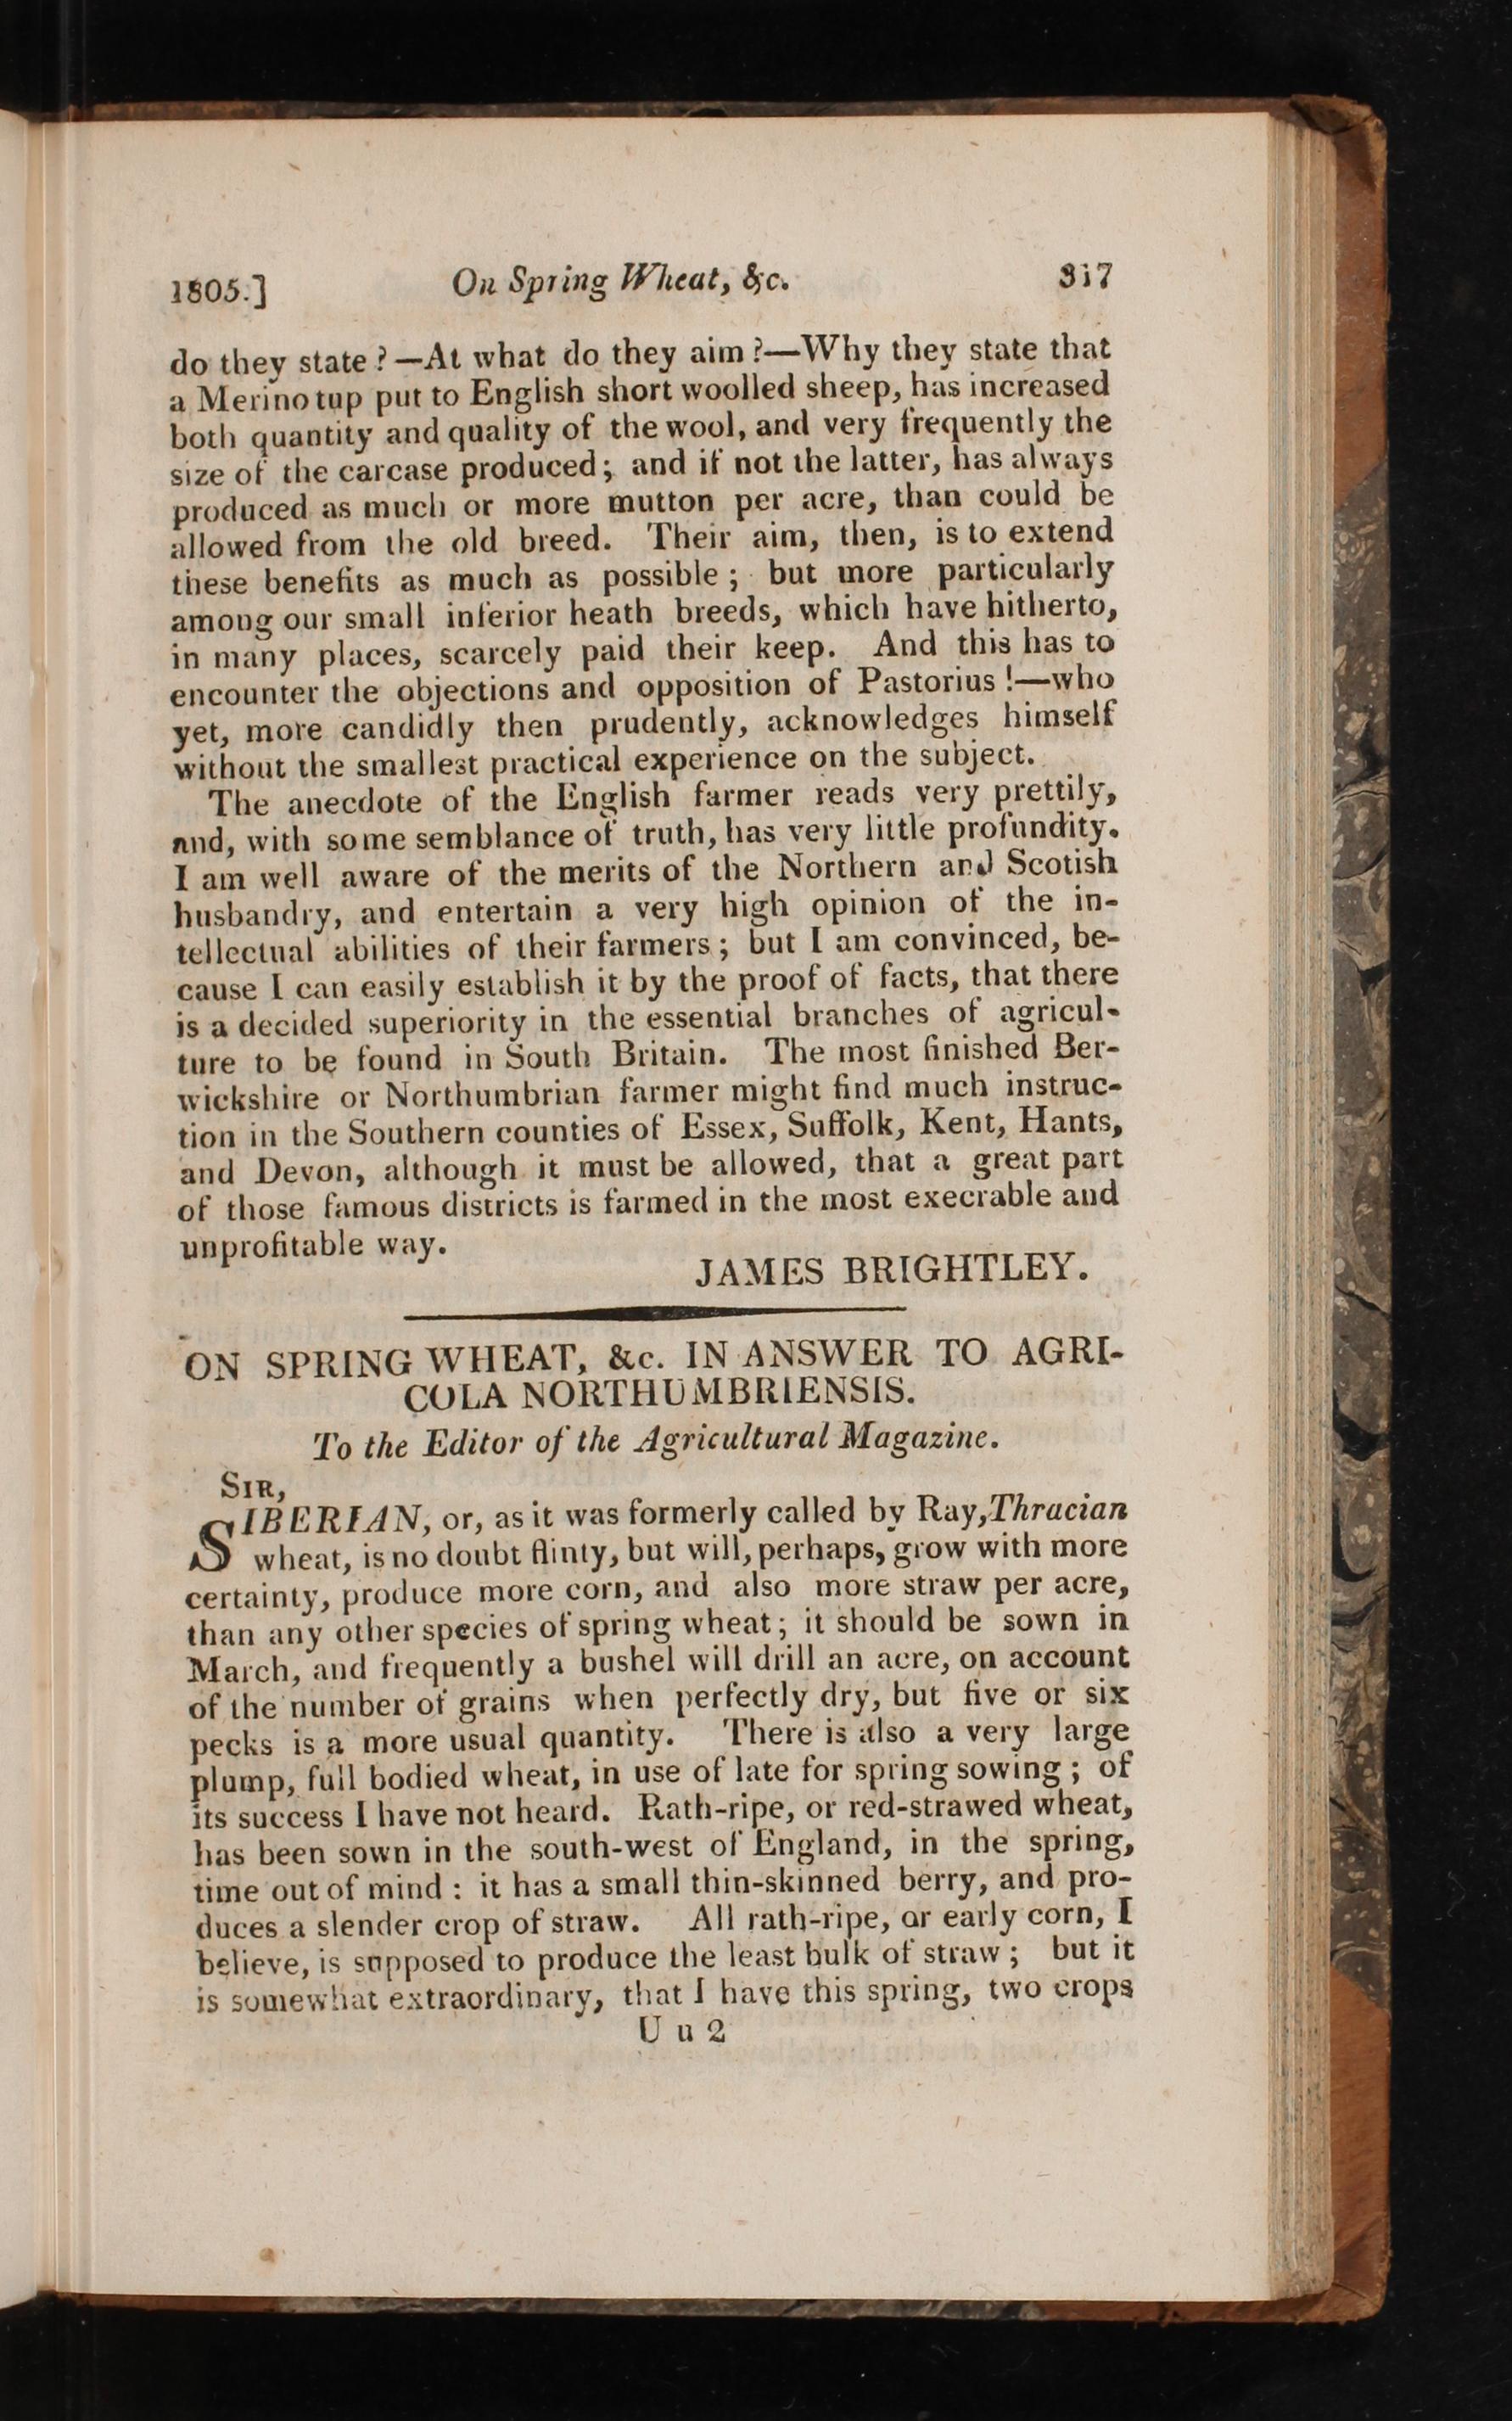 1805.] On Spring Wheat, &c. 317
do they state?—At what do they aim?—Why they state that
a Merino tup put to English short woolled sheep, has increased
both quantity and quality of the wool, and very frequently the
size of the carcase produced; and if not the latter, has always
produced as much or more mutton per acre, than could be
allowed from the old breed. Their aim, then, is to extend
these benefits as much as possible; but more particularly
among our small inferior heath breeds, which have hitherto,
in many places, scarcely paid their keep. And this has to
encounter the objections and opposition of Pastorius!—who
yet, more candidly then prudently, acknowledges himself
without the smallest practical experience on the subject.
The anecdote of the English farmer reads very prettily,
and, with some semblance of truth, has very little profundity.
I am well aware of the merits of the Northern and Scotish
husbandry, and entertain a very high opinion of the in-
tellectual abilities of their farmers; but I am convinced, be-
cause I can easily establish it by the proof of facts, that there
is a decided superiority in the essential branches of agricul-
ture to be found in South Britain. The most finished Ber-
wickshire or Northumbrian farmer might find much instruc-
tion in the Southern counties of Essex, Suffolk, Kent, Hants,
and Devon, although it must be allowed, that a great part
of those famous districts is farmed in the most execrable and
unprofitable way.
JAMES BRIGHTLEY.
ON SPRING WHEAT, &c. IN ANSWER TO AGRI-
COLA NORTHUMBRIENSIS.
To the Editor of the Agricultural Magazine.
SIR,
SIBERIAN, or, as it was formerly called by Ray, Thracian
wheat, is no doubt flinty, but will, perhaps, grow with more
certainty, produce more corn, and also more straw per acre,
than any other species of spring wheat; it should be sown in
March, and frequently a bushel will drill an acre, on account
of the number of grains when perfectly dry, but five or six
pecks is a more usual quantity. There is also a very large
plump, full bodied wheat, in use of late for spring sowing; of
its success I have not heard. Rath-ripe, or red-strawed wheat,
has been sown in the south-west of England, in the spring,
time out of mind: it has a small thin-skinned berry, and pro-
duces a slender crop of straw. All rath-ripe, or early corn, I
believe, is supposed to produce the least bulk of straw; but it
is somewhat extraordinary, that I have this spring, two crops
U u 2